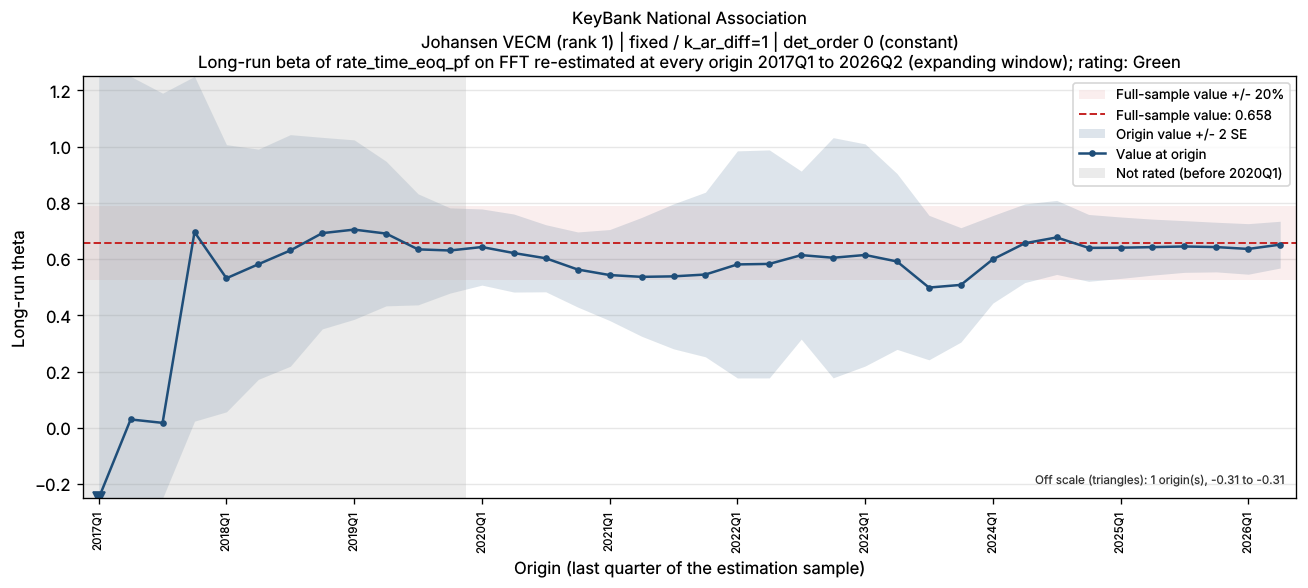 KeyBank National Association
Johansen VECM (rank 1) | fixed / k_ar_diff=1 | det_order 0 (constant)
Long-run beta of rate_time_eoq_pf on FFT re-estimated at every origin 2017Q1 to 2026Q2 (expanding window); rating: Green
Full-sample value +/- 20%
Full-sample value: 0.658
Origin value +/- 2 SE
Value at origin
Not rated (before 2020Q1)
Long-run theta
1.2
1.0
0.8
0.6
0.4
0.2
0.0
−0.2
Off scale (triangles): 1 origin(s), -0.31 to -0.31
2017Q1
2018Q1
2019Q1
2020Q1
2021Q1
2022Q1
2023Q1
2024Q1
2025Q1
2026Q1
Origin (last quarter of the estimation sample)